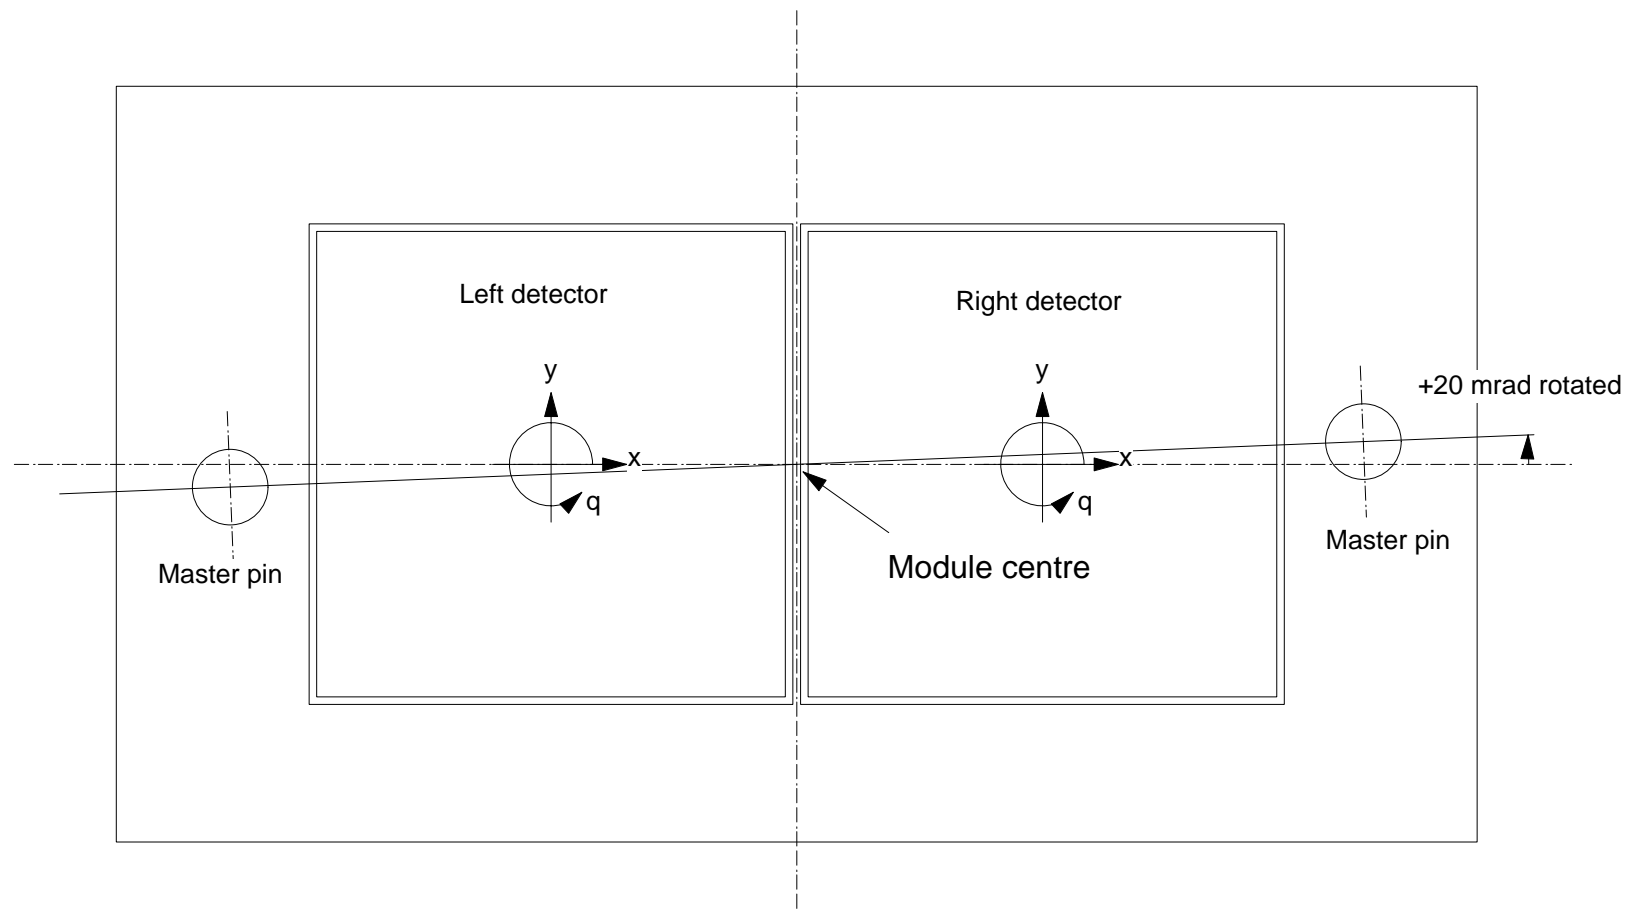 Left detector
Right detector
y
y
+20 mrad rotated
x
x
q
q
Master pin
Module centre
Master pin